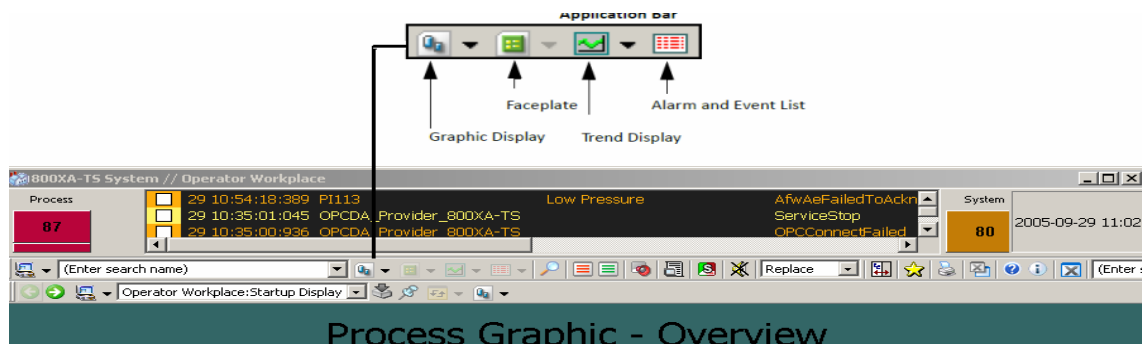 Application Bar
Faceplate
Alarm and Event List
Graphic Display
Trend Display
800XA-TS System // Operator Workplace
Process
87
29 10:54:18:389 PI113 Low Pressure AfwAeFailedToAckn
29 10:35:01:045 OPCDA_Provider_800XA-TS ServiceStop
29 10:35:00:936 OPCDA_Provider_800XA-TS OPCConnectFailed
System
80
2005-09-29 11:02
(Enter search name)
Replace
(Enter s
Operator Workplace:Startup Display
Process Graphic - Overview